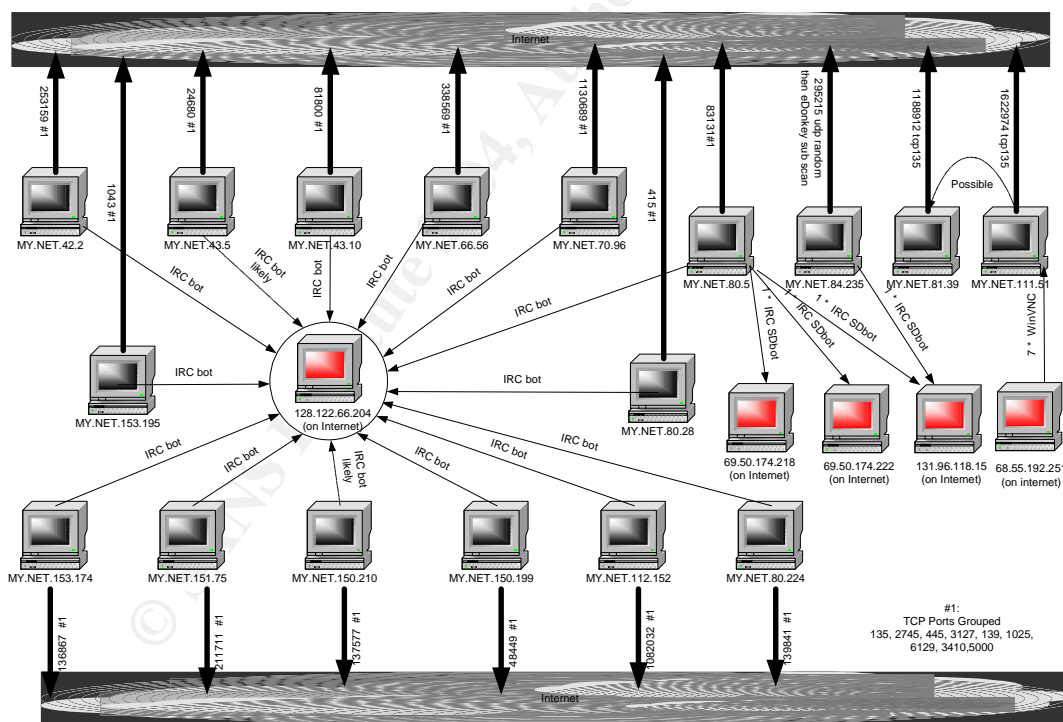 Internet
253159 #1
1043 #1
24680 #1
81800 #1
338569 #1
1130689 #1
415 #1
83131#1
295215 udp random
then eDonkey sub scan
1188912 tcp135
1622974 tcp135
Possible
MY.NET.42.2
MY.NET.43.5
MY.NET.43.10
MY.NET.66.56
MY.NET.70.96
MY.NET.80.5
MY.NET.84.235
MY.NET.81.39
MY.NET.111.51
IRC bot
IRC bot
likely
IRC bot
IRC bot
IRC bot
IRC bot
1 * IRC SDbot
1 * IRC SDbot
1 * IRC SDbot
1 * IRC SDbot
7 * WinVNC
MY.NET.153.195
IRC bot
128.122.66.204
(on Internet)
IRC bot
MY.NET.80.28
69.50.174.218
(on Internet)
69.50.174.222
(on Internet)
131.96.118.15
(on Internet)
68.55.192.251
(on internet)
IRC bot
IRC bot
IRC bot
likely
IRC bot
IRC bot
IRC bot
MY.NET.153.174
MY.NET.151.75
MY.NET.150.210
MY.NET.150.199
MY.NET.112.152
MY.NET.80.224
136867 #1
211711 #1
137577 #1
48449 #1
1082032 #1
139841 #1
#1:
TCP Ports Grouped
135, 2745, 445, 3127, 139, 1025,
6129, 3410,5000
Internet